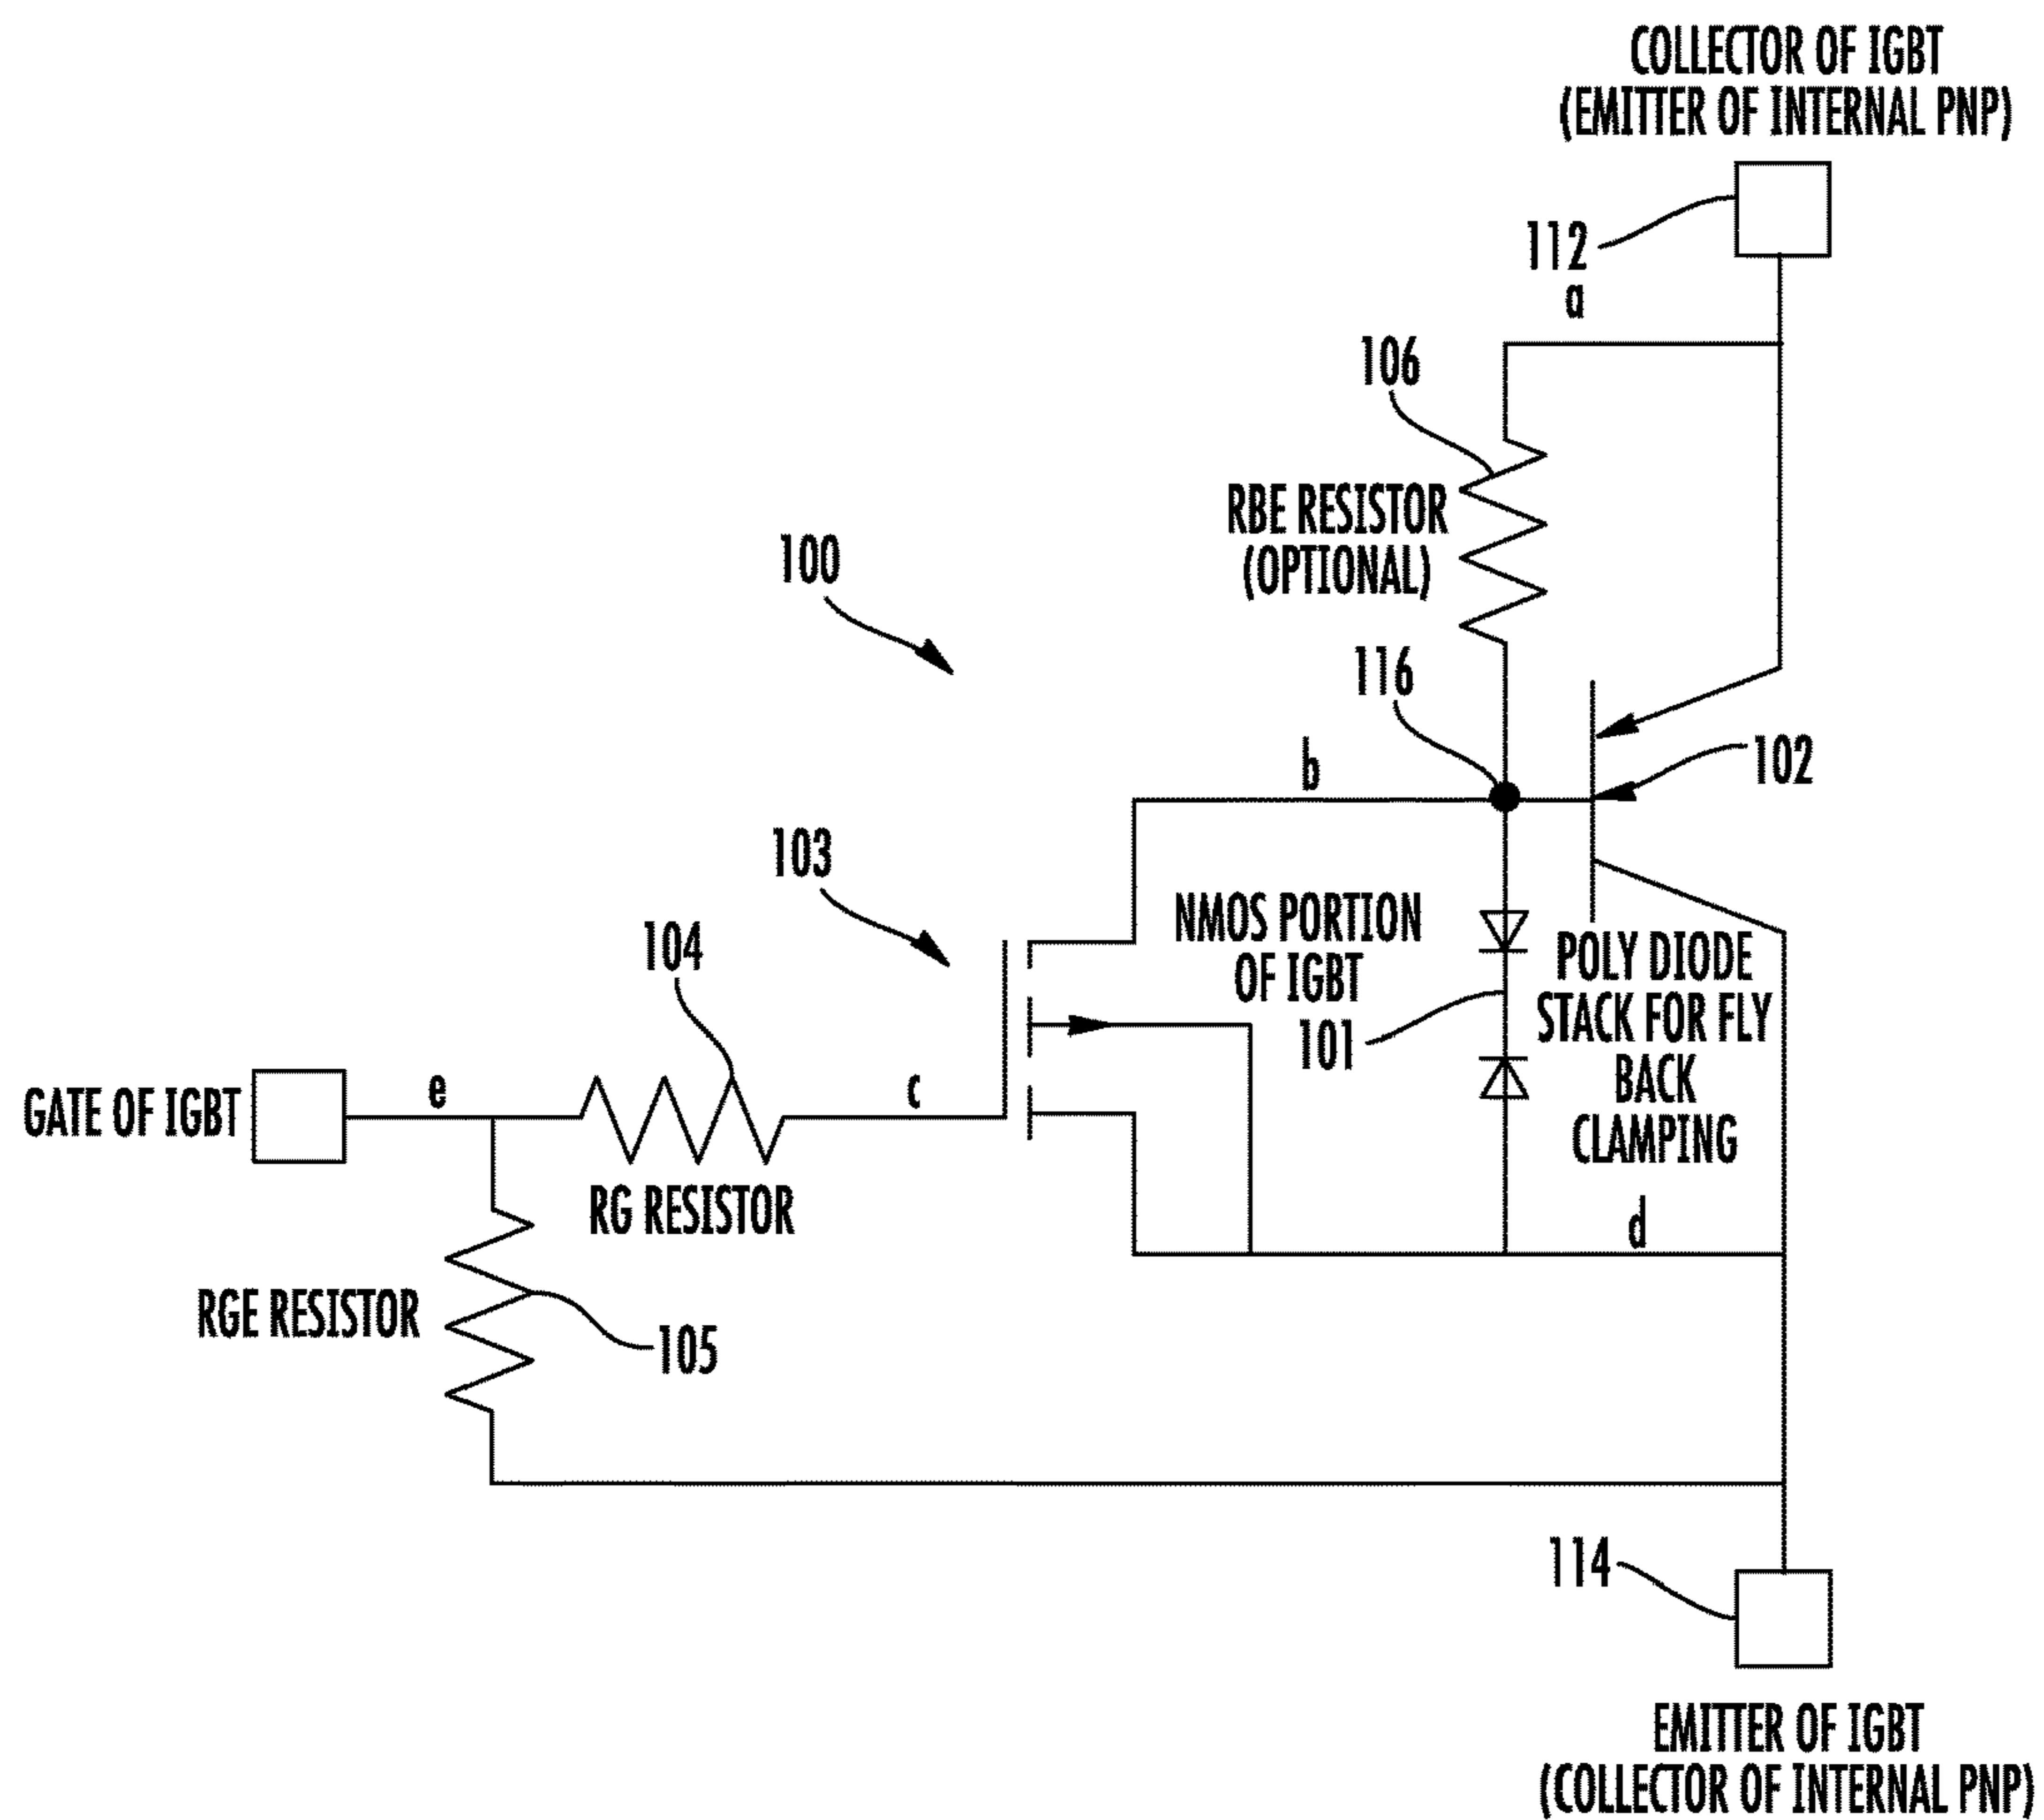 COLLECTOR OF IGBT
(EMITTER OF INTERNAL PNP)
112
a
106
RBE RESISTOR
(OPTIONAL)
100
116
b
102
103
NMOS PORTION
OF IGBT
104
POLY DIODE
STACK FOR FLY
BACK
CLAMPING
101
GATE OF IGBT
e
c
RG RESISTOR
d
RGE RESISTOR
105
114
EMITTER OF IGBT
(COLLECTOR OF INTERNAL PNP)